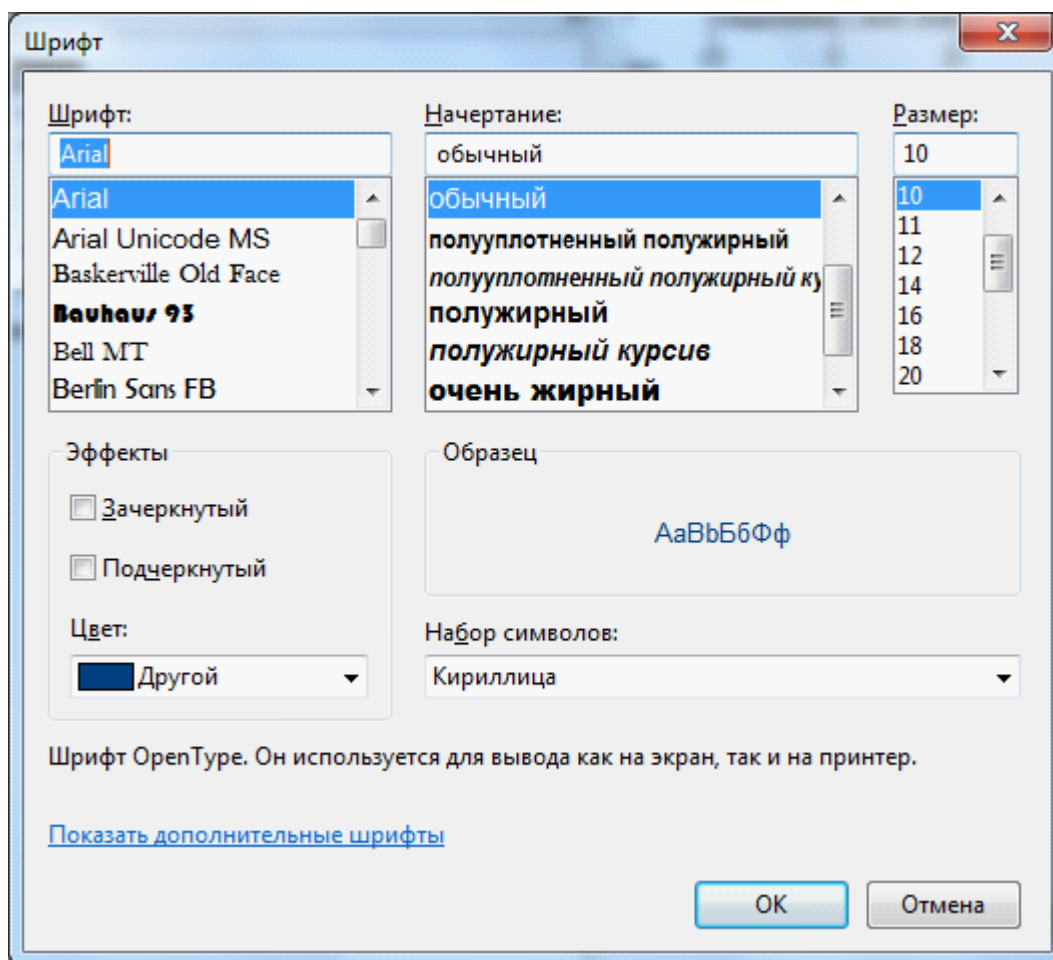 Шрифт
Шрифт: Начертание: Размер:
Arial обычный 10
Arial обычный 10
Arial Unicode MS полууплотненный полужирный 11
Baskerville Old Face полууплотненный полужирный ку 12
Bauhaus 93 полужирный 14
Bell MT полужирный курсив 16
Berlin Sans FB очень жирный 18
20
Эффекты Образец
Зачеркнутый
АаВbБбФф
Подчеркнутый
Цвет: Набор символов:
Другой Кириллица
Шрифт OpenType. Он используется для вывода как на экран, так и на принтер.
Показать дополнительные шрифты
OK Отмена